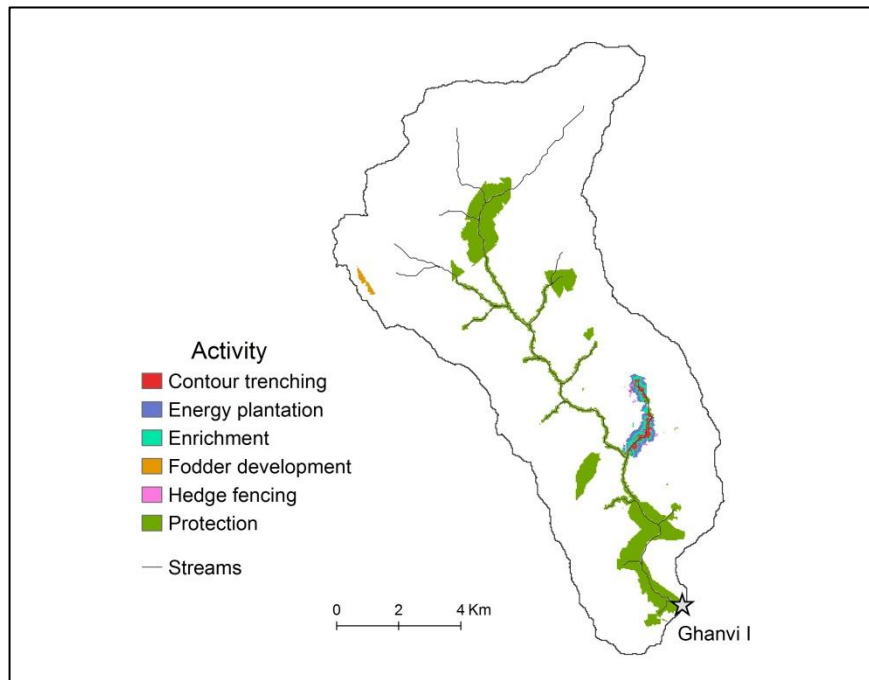 Activity
Contour trenching
Energy plantation
Enrichment
Fodder development
Hedge fencing
Protection
Streams
0 2 4 Km
Ghanvi I